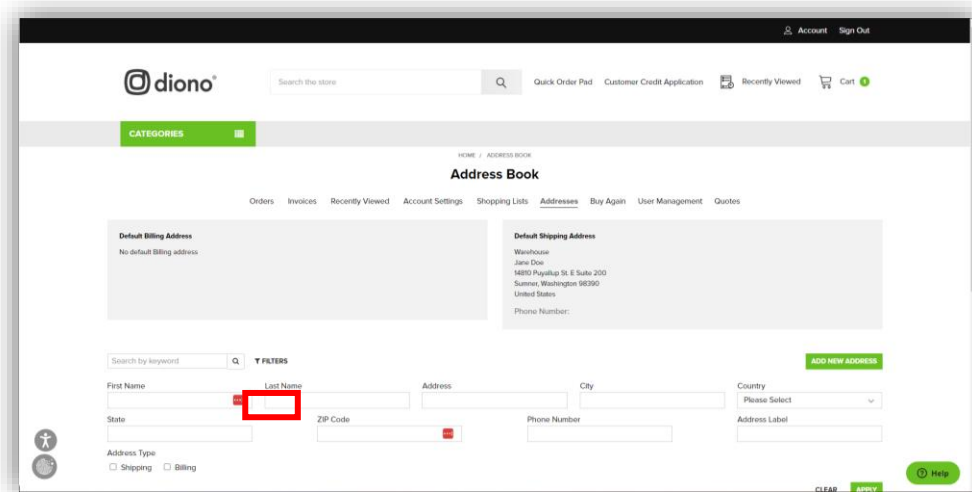 Account Sign Out
diono®
Search the store
Quick Order Pad Customer Credit Application Recently Viewed Cart 0
CATEGORIES
HOME / ADDRESS BOOK
Address Book
Orders Invoices Recently Viewed Account Settings Shopping Lists Addresses Buy Again User Management Quotes
Default Billing Address
No default Billing address
Default Shipping Address
Warehouse
Jane Doe
14810 Puyallup St. E Suite 200
Sumner, Washington 98390
United States
Phone Number:
Search by keyword FILTERS ADD NEW ADDRESS
First Name Last Name Address City Country
Please Select
State ZIP Code Phone Number Address Label
Address Type
Shipping Billing
Help
CLEAR APPLY